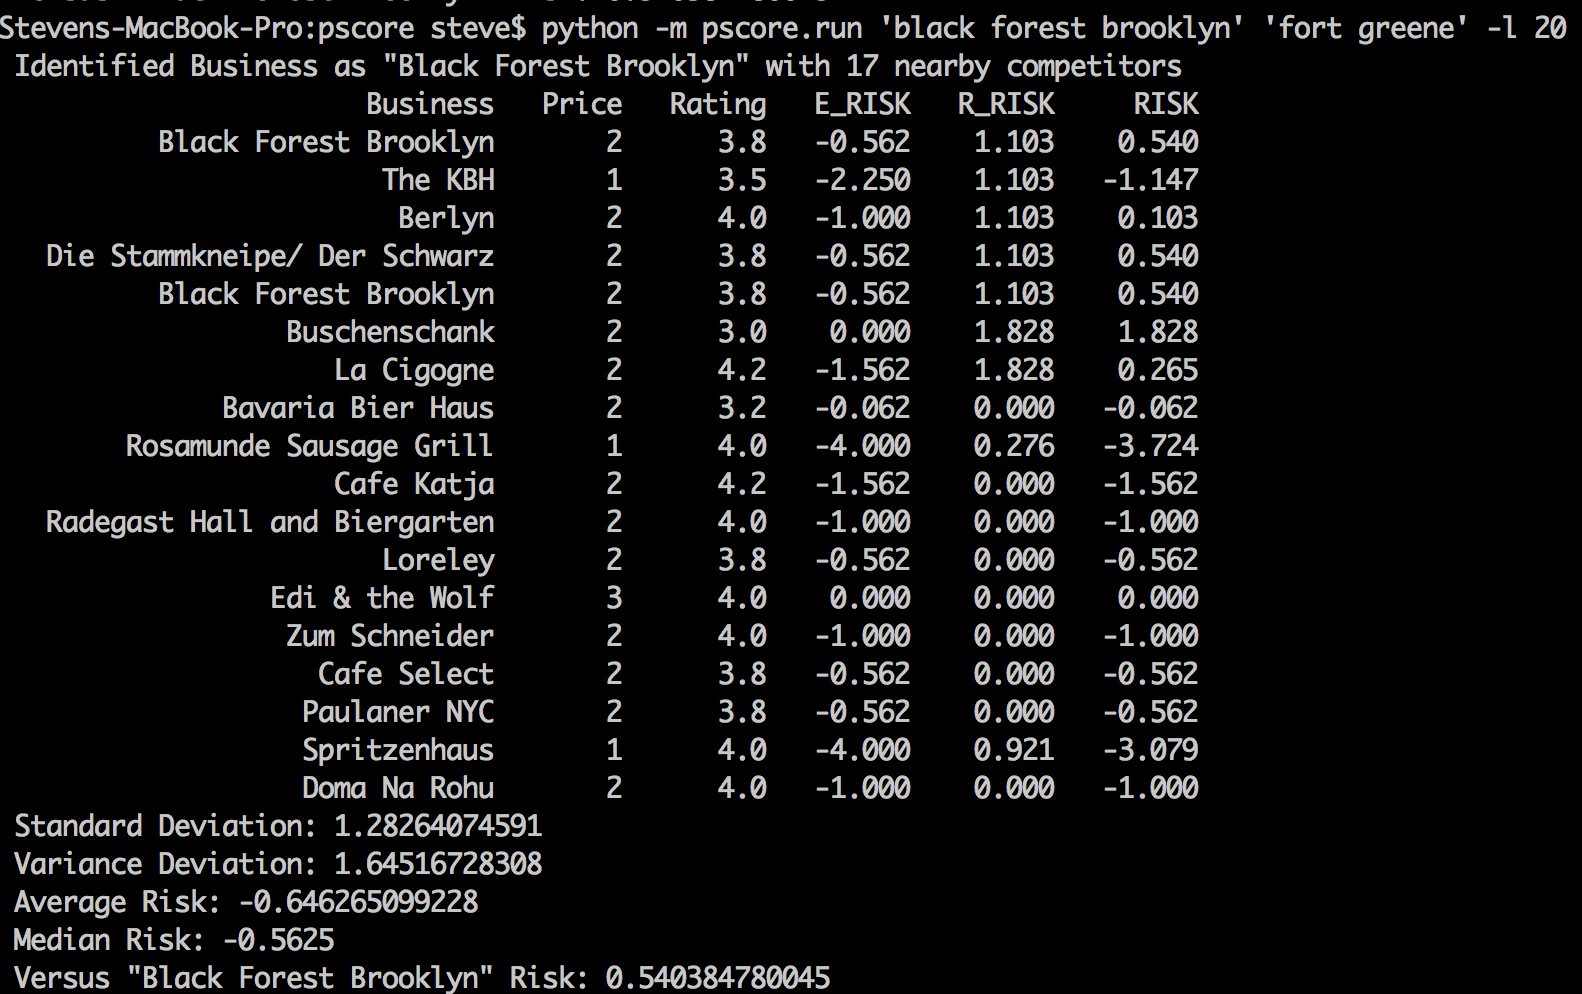 Stevens-MacBook-Pro:pscore steve$ python -m pscore.run 'black forest brooklyn' 'fort greene' -l 20
Identified Business as "Black Forest Brooklyn" with 17 nearby competitors
Business Price Rating E_RISK R_RISK RISK
Black Forest Brooklyn 2 3.8 -0.562 1.103 0.540
The KBH 1 3.5 -2.250 1.103 -1.147
Berlyn 2 4.0 -1.000 1.103 0.103
Die Stammkneipe/ Der Schwarz 2 3.8 -0.562 1.103 0.540
Black Forest Brooklyn 2 3.8 -0.562 1.103 0.540
Buschenschank 2 3.0 0.000 1.828 1.828
La Cigogne 2 4.2 -1.562 1.828 0.265
Bavaria Bier Haus 2 3.2 -0.062 0.000 -0.062
Rosamunde Sausage Grill 1 4.0 -4.000 0.276 -3.724
Cafe Katja 2 4.2 -1.562 0.000 -1.562
Radegast Hall and Biergarten 2 4.0 -1.000 0.000 -1.000
Loreley 2 3.8 -0.562 0.000 -0.562
Edi & the Wolf 3 4.0 0.000 0.000 0.000
Zum Schneider 2 4.0 -1.000 0.000 -1.000
Cafe Select 2 3.8 -0.562 0.000 -0.562
Paulaner NYC 2 3.8 -0.562 0.000 -0.562
Spritzenhaus 1 4.0 -4.000 0.921 -3.079
Doma Na Rohu 2 4.0 -1.000 0.000 -1.000
Standard Deviation: 1.28264074591
Variance Deviation: 1.64516728308
Average Risk: -0.646265099228
Median Risk: -0.5625
Versus "Black Forest Brooklyn" Risk: 0.540384780045